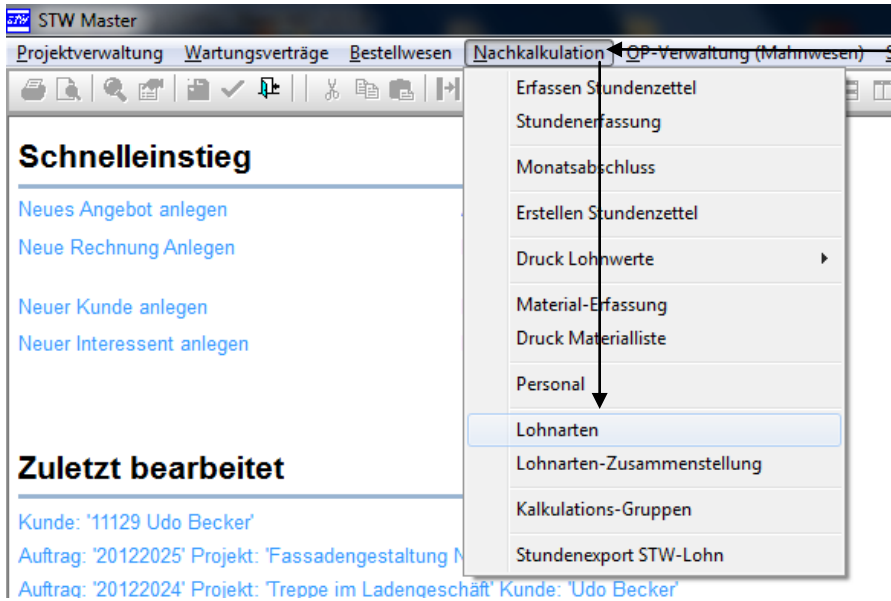 STW STW Master
Projektverwaltung Wartungsverträge Bestellwesen Nachkalkulation OP-Verwaltung (Mahnwesen)
Erfassen Stundenzettel
Stundenerfassung
Monatsabschluss
Erstellen Stundenzettel
Druck Lohnwerte
Material-Erfassung
Druck Materialliste
Personal
Lohnarten
Lohnarten-Zusammenstellung
Kalkulations-Gruppen
Stundenexport STW-Lohn
Schnelleinstieg
Neues Angebot anlegen
Neue Rechnung Anlegen
Neuer Kunde anlegen
Neuer Interessent anlegen
Zuletzt bearbeitet
Kunde: '11129 Udo Becker'
Auftrag: '20122025' Projekt: 'Fassadengestaltung
Auftrag: '20122024' Projekt: 'Treppe im Ladengeschäft' Kunde: 'Udo Becker'